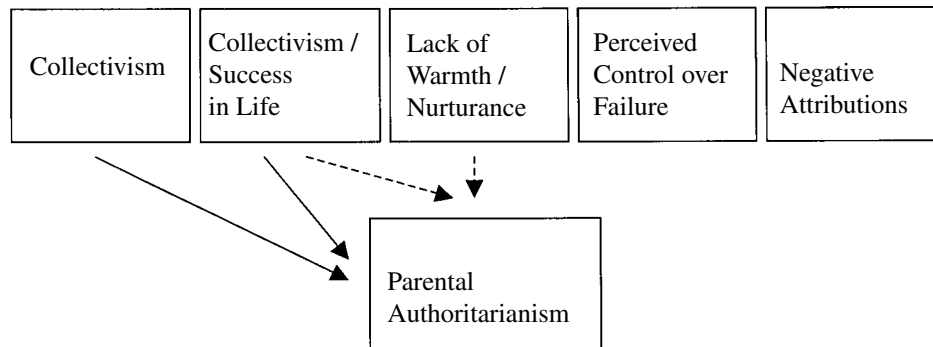 Collectivism
Collectivism /
Success
in Life
Lack of
Warmth /
Nurturance
Perceived
Control over
Failure
Negative
Attributions
Parental
Authoritarianism